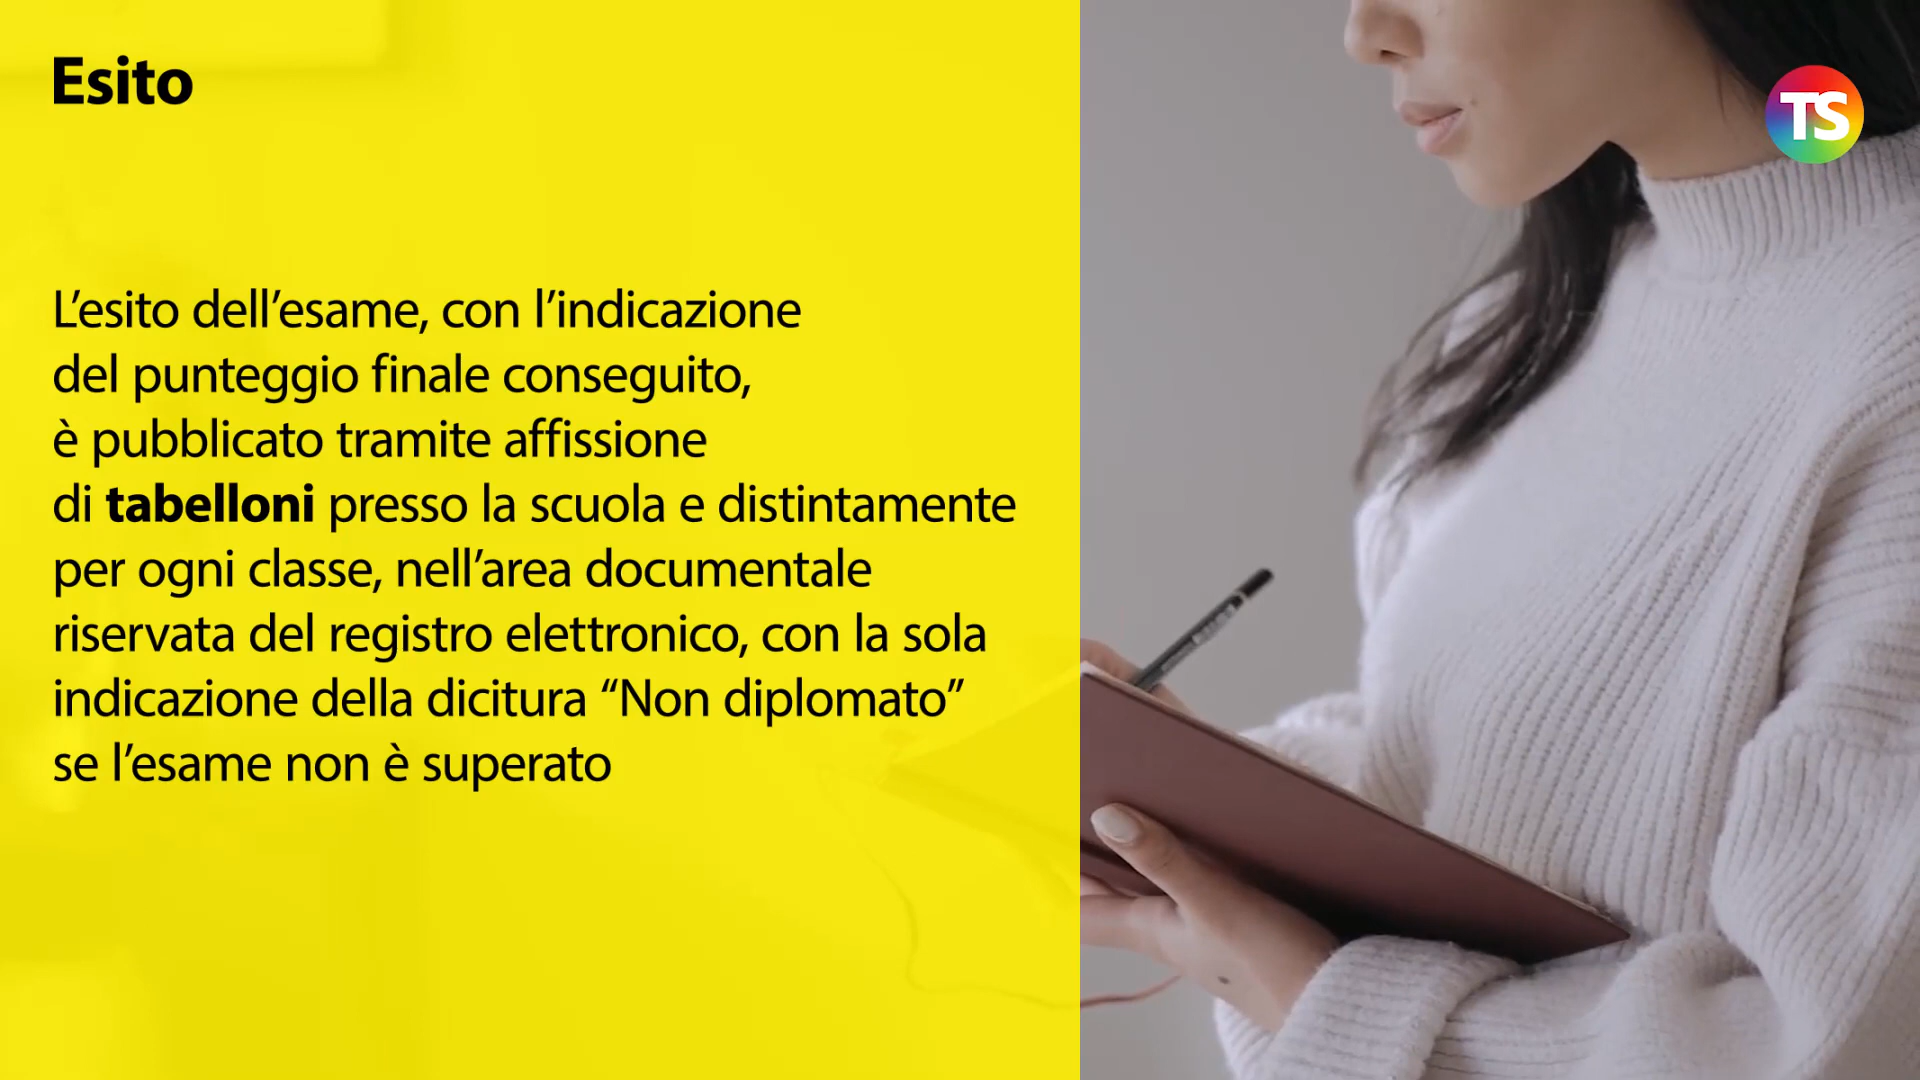 Esito
TS
L’esito dell’esame, con l’indicazione
del punteggio finale conseguito,
è pubblicato tramite affissione
di tabelloni presso la scuola e distintamente
per ogni classe, nell’area documentale
riservata del registro elettronico, con la sola
indicazione della dicitura “Non diplomato”
se l’esame non è superato